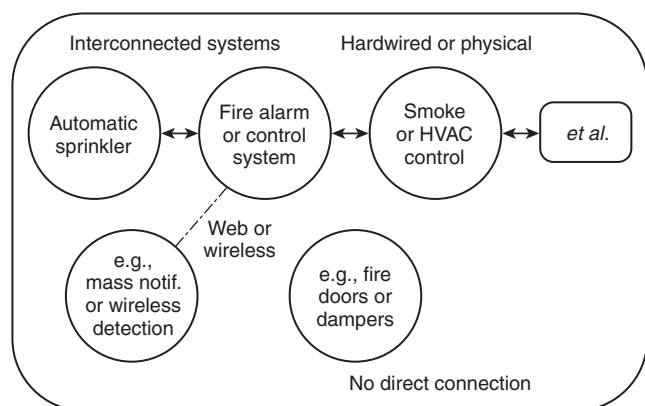 Interconnected systems
Hardwired or physical
Automatic
sprinkler
Fire alarm
or control
system
Smoke
or HVAC
control
et al.
Web or
wireless
e.g.,
mass notif.
or wireless
detection
e.g., fire
doors or
dampers
No direct connection